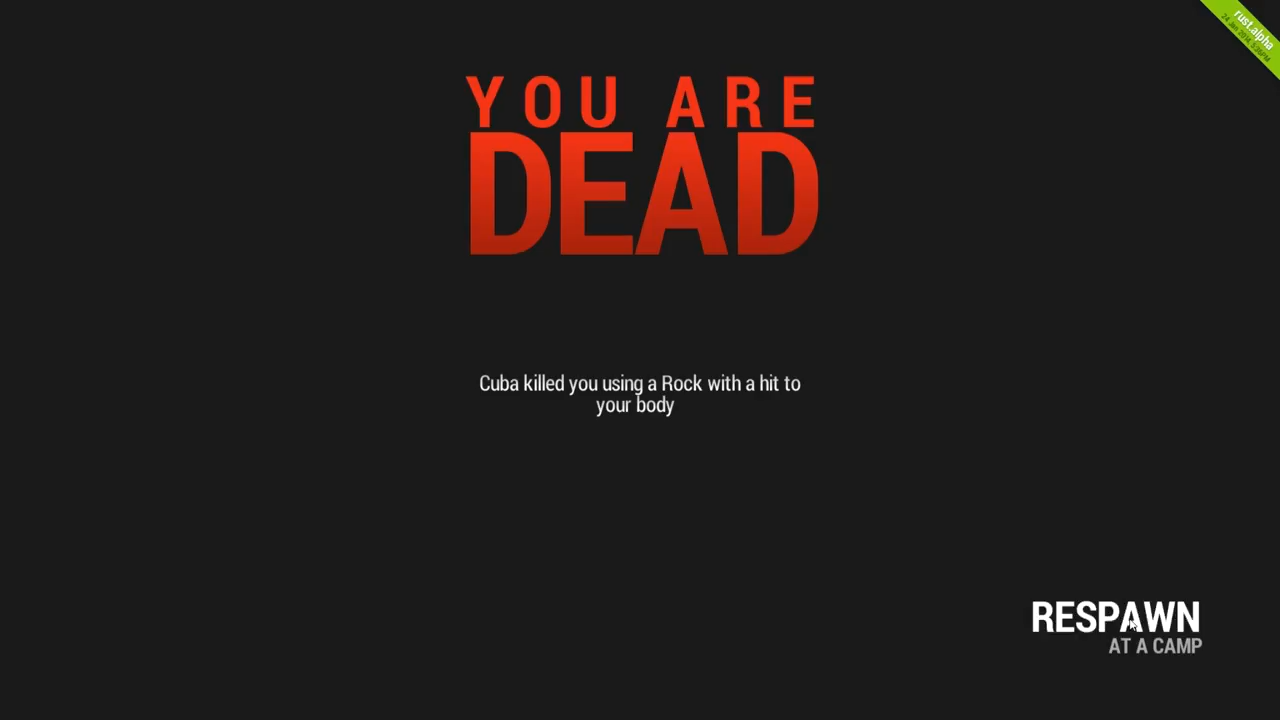 rust.alpha
YOU ARE
DEAD
Cuba killed you using a Rock with a hit to
your body
RESPAWN
AT A CAMP